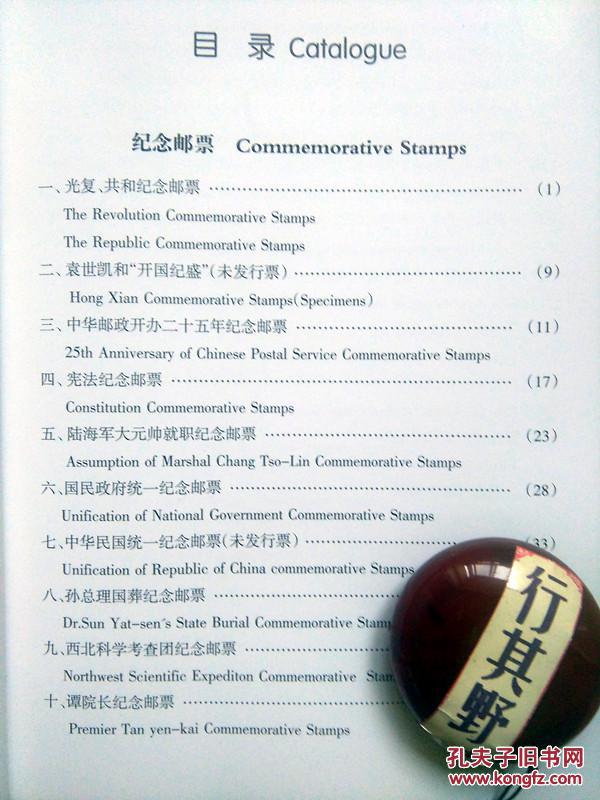 目 录 Catalogue
纪念邮票 Commemorative Stamps
一、光复、共和纪念邮票 ………………………………………… (1)
The Revolution Commemorative Stamps
The Republic Commemorative Stamps
二、袁世凯和“开国纪盛”(未发行票) ………………………… (9)
Hong Xian Commemorative Stamps(Specimens)
三、中华邮政开办二十五年纪念邮票 ………………………… (11)
25th Anniversary of Chinese Postal Service Commemorative Stamps
四、宪法纪念邮票 ……………………………………………… (17)
Constitution Commemorative Stamps
五、陆海军大元帅就职纪念邮票 ……………………………… (23)
Assumption of Marshal Chang Tso-Lin Commemorative Stamps
六、国民政府统一纪念邮票 …………………………………… (28)
Unification of National Government Commemorative Stamps
七、中华民国统一纪念邮票(未发行票) ……………………… (33)
Unification of Republic of China commemorative Stamps
八、孙总理国葬纪念邮票 ………………………
Dr.Sun Yat-sen's State Burial Commemorative Stam
九、西北科学考查团纪念邮票 …………………
Northwest Scientific Expediton Commemorative Stam
十、谭院长纪念邮票 ……………………………
Premier Tan yen-kai Commemorative Stamps
行其野
孔夫子旧书网
www.kongfz.com